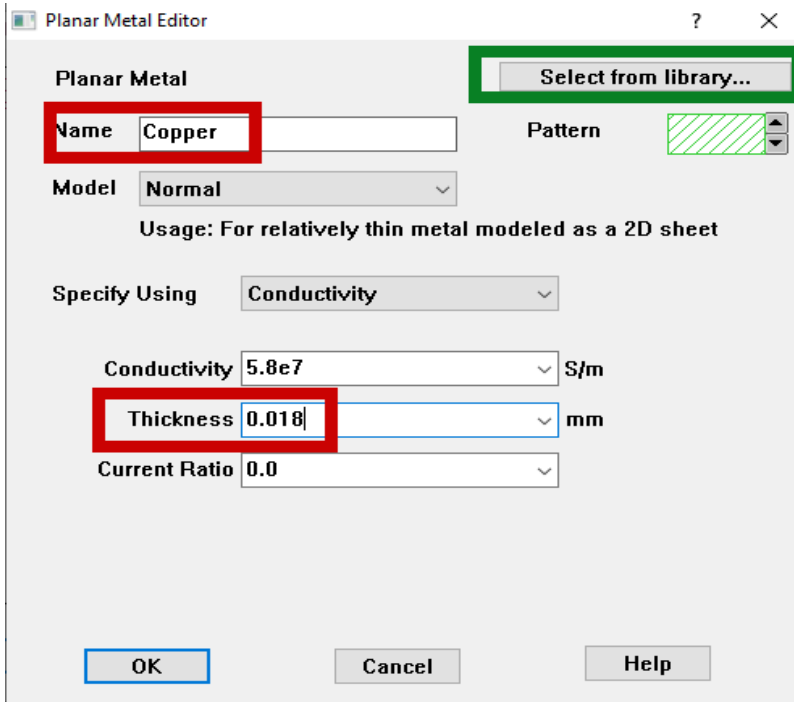 Planar Metal Editor
?
Planar Metal
Select from library...
Name Copper
Pattern
Model Normal
Usage: For relatively thin metal modeled as a 2D sheet
Specify Using Conductivity
Conductivity 5.8e7 S/m
Thickness 0.018 mm
Current Ratio 0.0
OK Cancel Help